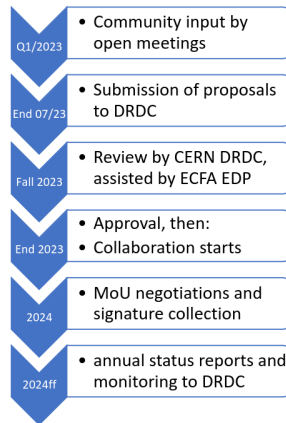 Q1/2023
• Community input by
open meetings
End 07/23
• Submission of proposals
to DRDC
Fall 2023
• Review by CERN DRDC,
assisted by ECFA EDP
End 2023
• Approval, then:
• Collaboration starts
2024
• MoU negotiations and
signature collection
2024ff
• annual status reports and
monitoring to DRDC